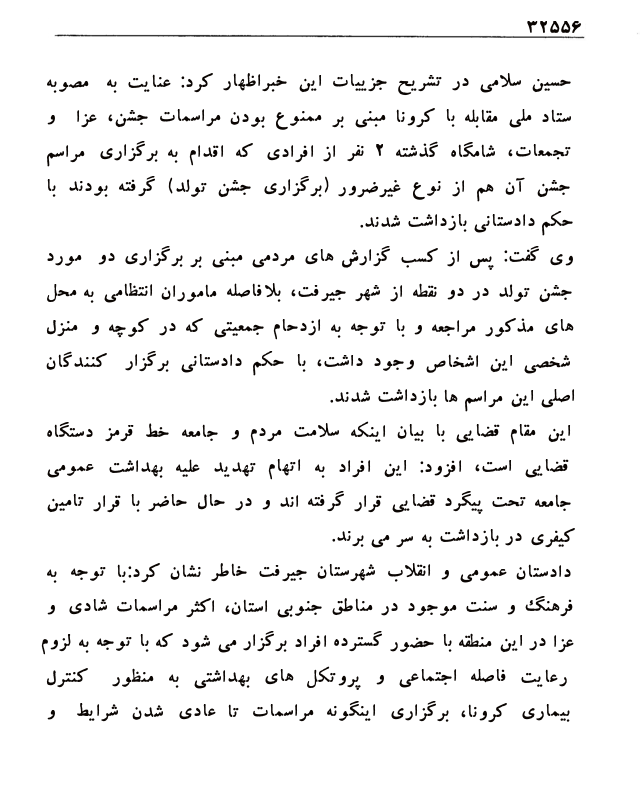 ۳۲۵۵۶
حسین سلامی در تشریح جزییات این خبراظهار کرد: عنایت به مصوبه
ستاد ملی مقابله با کرونا مبنی بر ممنوع بودن مراسمات جشن، عزا و
تجمعات، شامگاه گذشته ۲ نفر از افرادی که اقدام به برگزاری مراسم
جشن آن هم از نوع غیرضرور (برگزاری جشن تولد) گرفته بودند با
حکم دادستانی بازداشت شدند.
وی گفت: پس از کسب گزارش های مردمی مبنی بر برگزاری دو مورد
جشن تولد در دو نقطه از شهر جیرفت، بلافاصله ماموران انتظامی به محل
های مذکور مراجعه و با توجه به ازدحام جمعیتی که در کوچه و منزل
شخصی این اشخاص وجود داشت، با حکم دادستانی برگزار کنندگان
اصلی این مراسم ها بازداشت شدند.
این مقام قضایی با بیان اینکه سلامت مردم و جامعه خط قرمز دستگاه
قضایی است، افزود: این افراد به اتهام تهدید علیه بهداشت عمومی
جامعه تحت پیگرد قضایی قرار گرفته اند و در حال حاضر با قرار تامین
کیفری در بازداشت به سر می برند.
دادستان عمومی و انقلاب شهرستان جیرفت خاطر نشان کرد:با توجه به
فرهنگ و سنت موجود در مناطق جنوبی استان، اکثر مراسمات شادی و
عزا در این منطقه با حضور گسترده افراد برگزار می شود که با توجه به لزوم
رعایت فاصله اجتماعی و پروتکل های بهداشتی به منظور کنترل
بیماری کرونا، برگزاری اینگونه مراسمات تا عادی شدن شرایط و